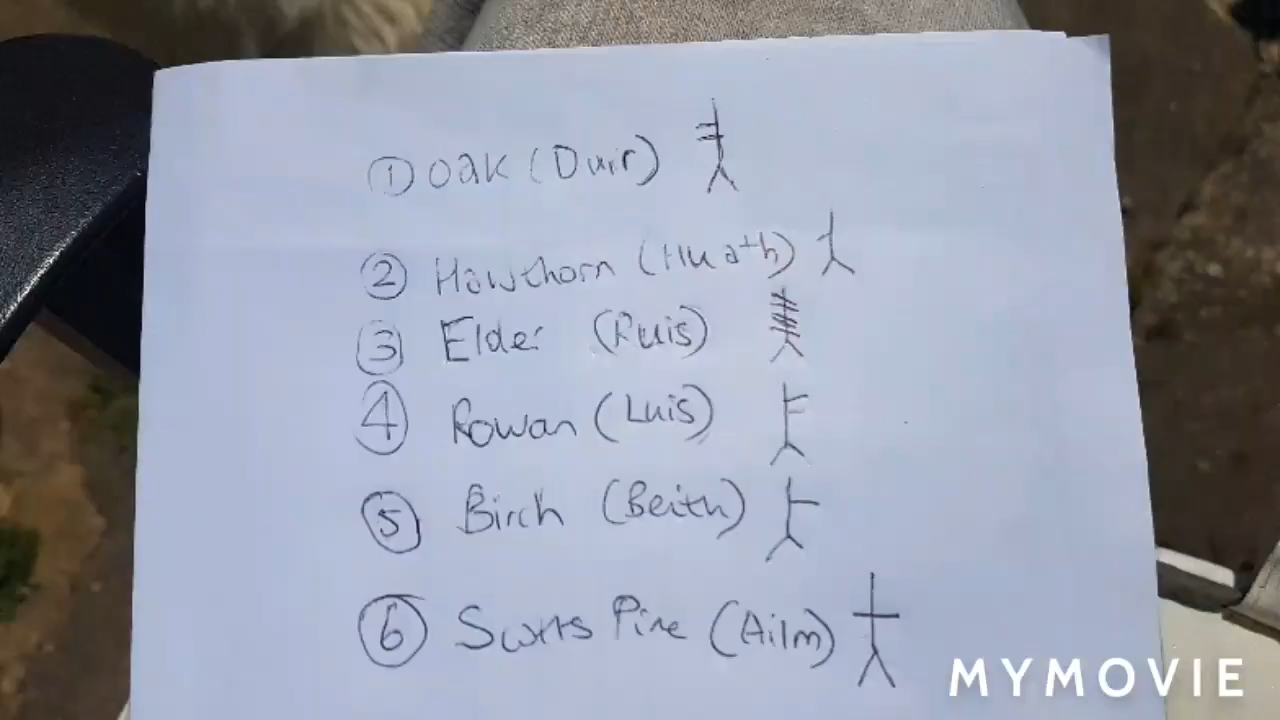 ① Oak (Duir)
② Hawthorn (Huath)
③ Elder (Ruis)
④ Rowan (Luis)
⑤ Birch (Beith)
⑥ Scots Pine (Ailm)
MYMOVIE